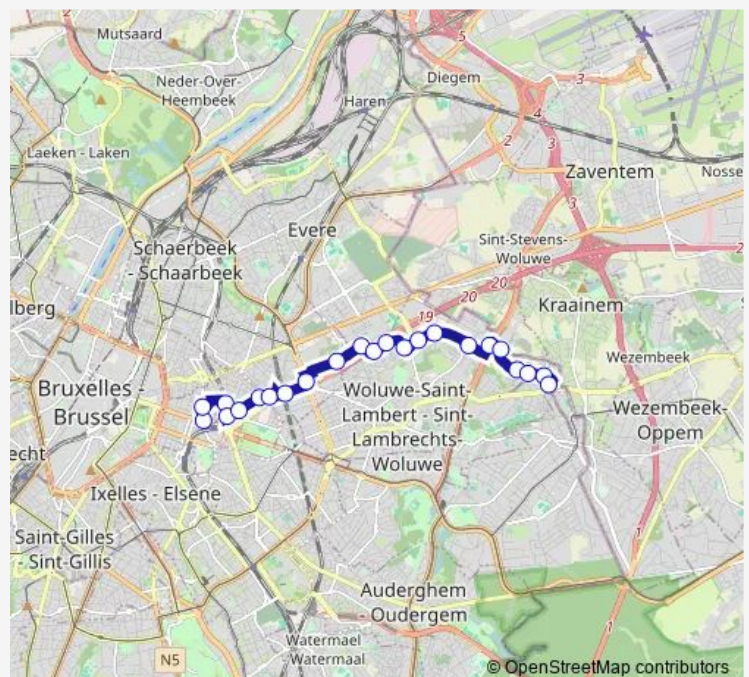 Mutsaard
2
5
Neder-Over-
Heembeek
Diegem
3
Haren
4
2
3
Laeken - Laken
Zaventem
Nosse
3
Evere
Schaerbeek
- Schaarbeek
Sint-Stevens-
Woluwe
2
20
20
lberg
19
Kraainem
Wezembeek
Bruxelles -
Brussel
Woluwe-Saint-
Lambert - Sint-
Lambrechts-
Woluwe
Wezembeek-
Oppem
echt
Ixelles - Elsene
Saint-Gilles
- Sint-Gillis
1
Auderghem
- Oudergem
1
Watermael
- Watermaal
N5
© OpenStreetMap contributors